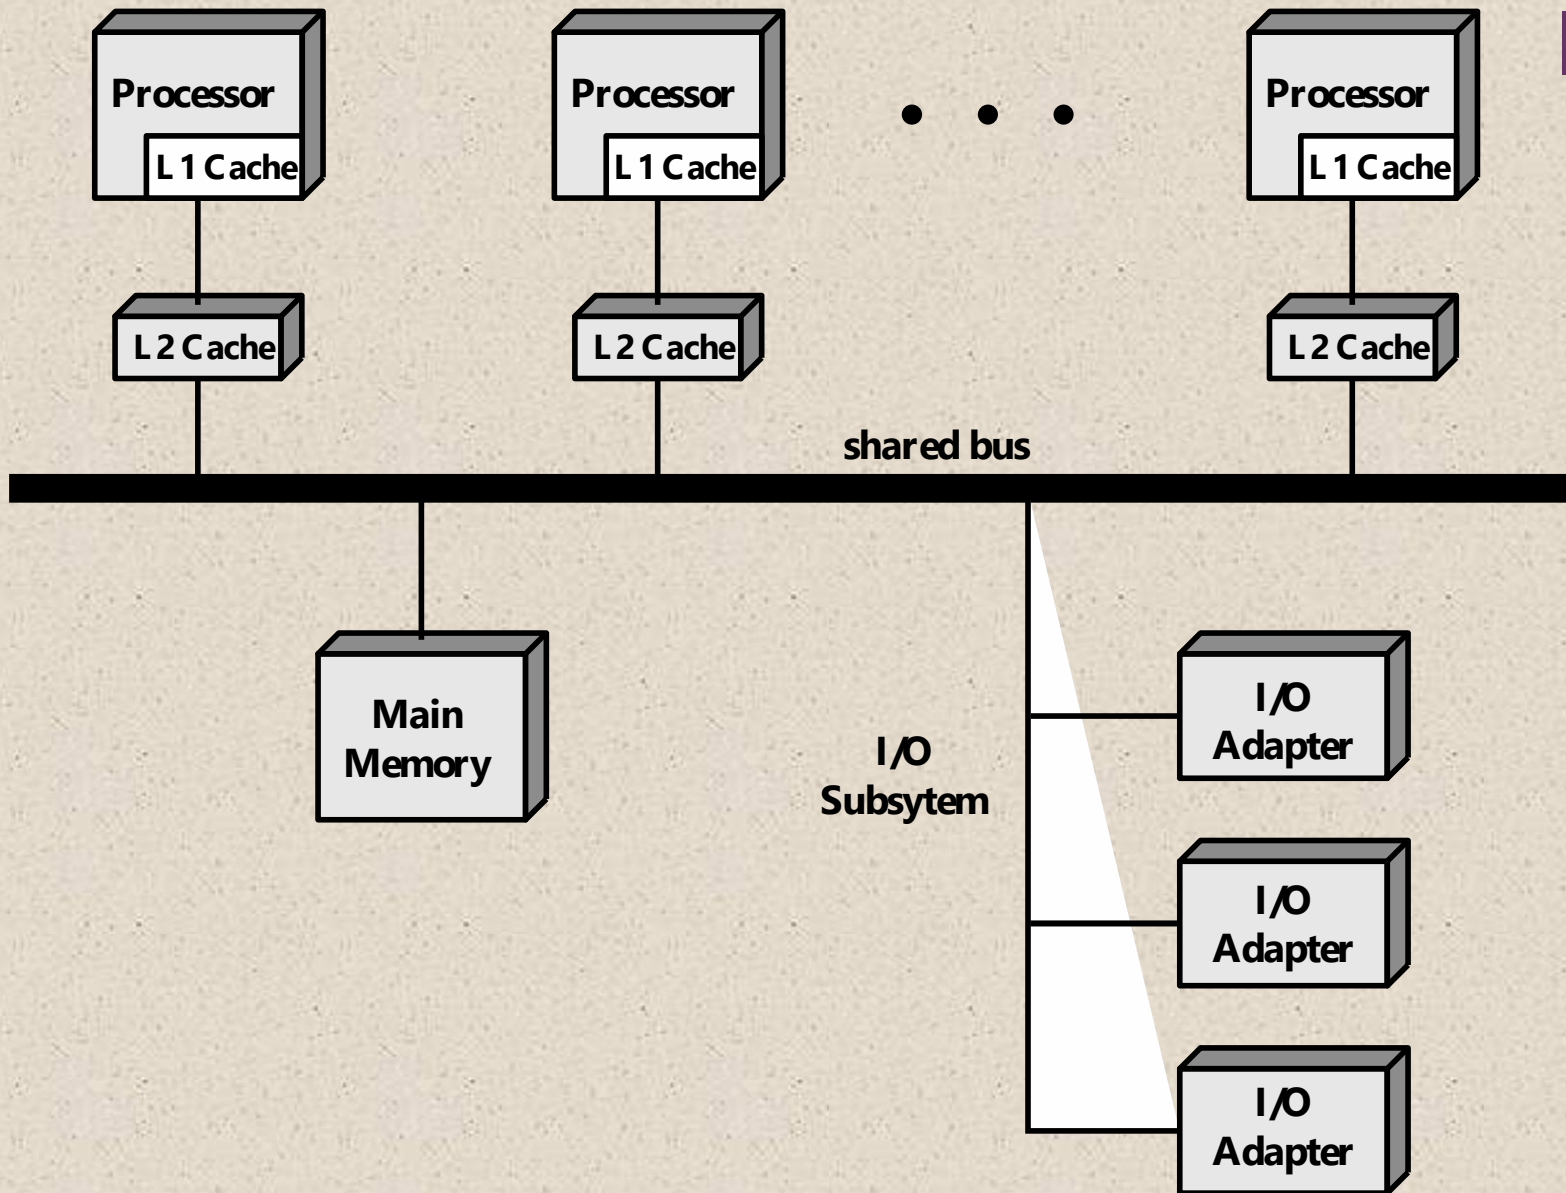 Processor
L1 Cache
Processor
L1 Cache
Processor
L1 Cache
L2 Cache
L2 Cache
L2 Cache
shared bus
Main
Memory
I/O
Subsytem
I/O
Adapter
I/O
Adapter
I/O
Adapter